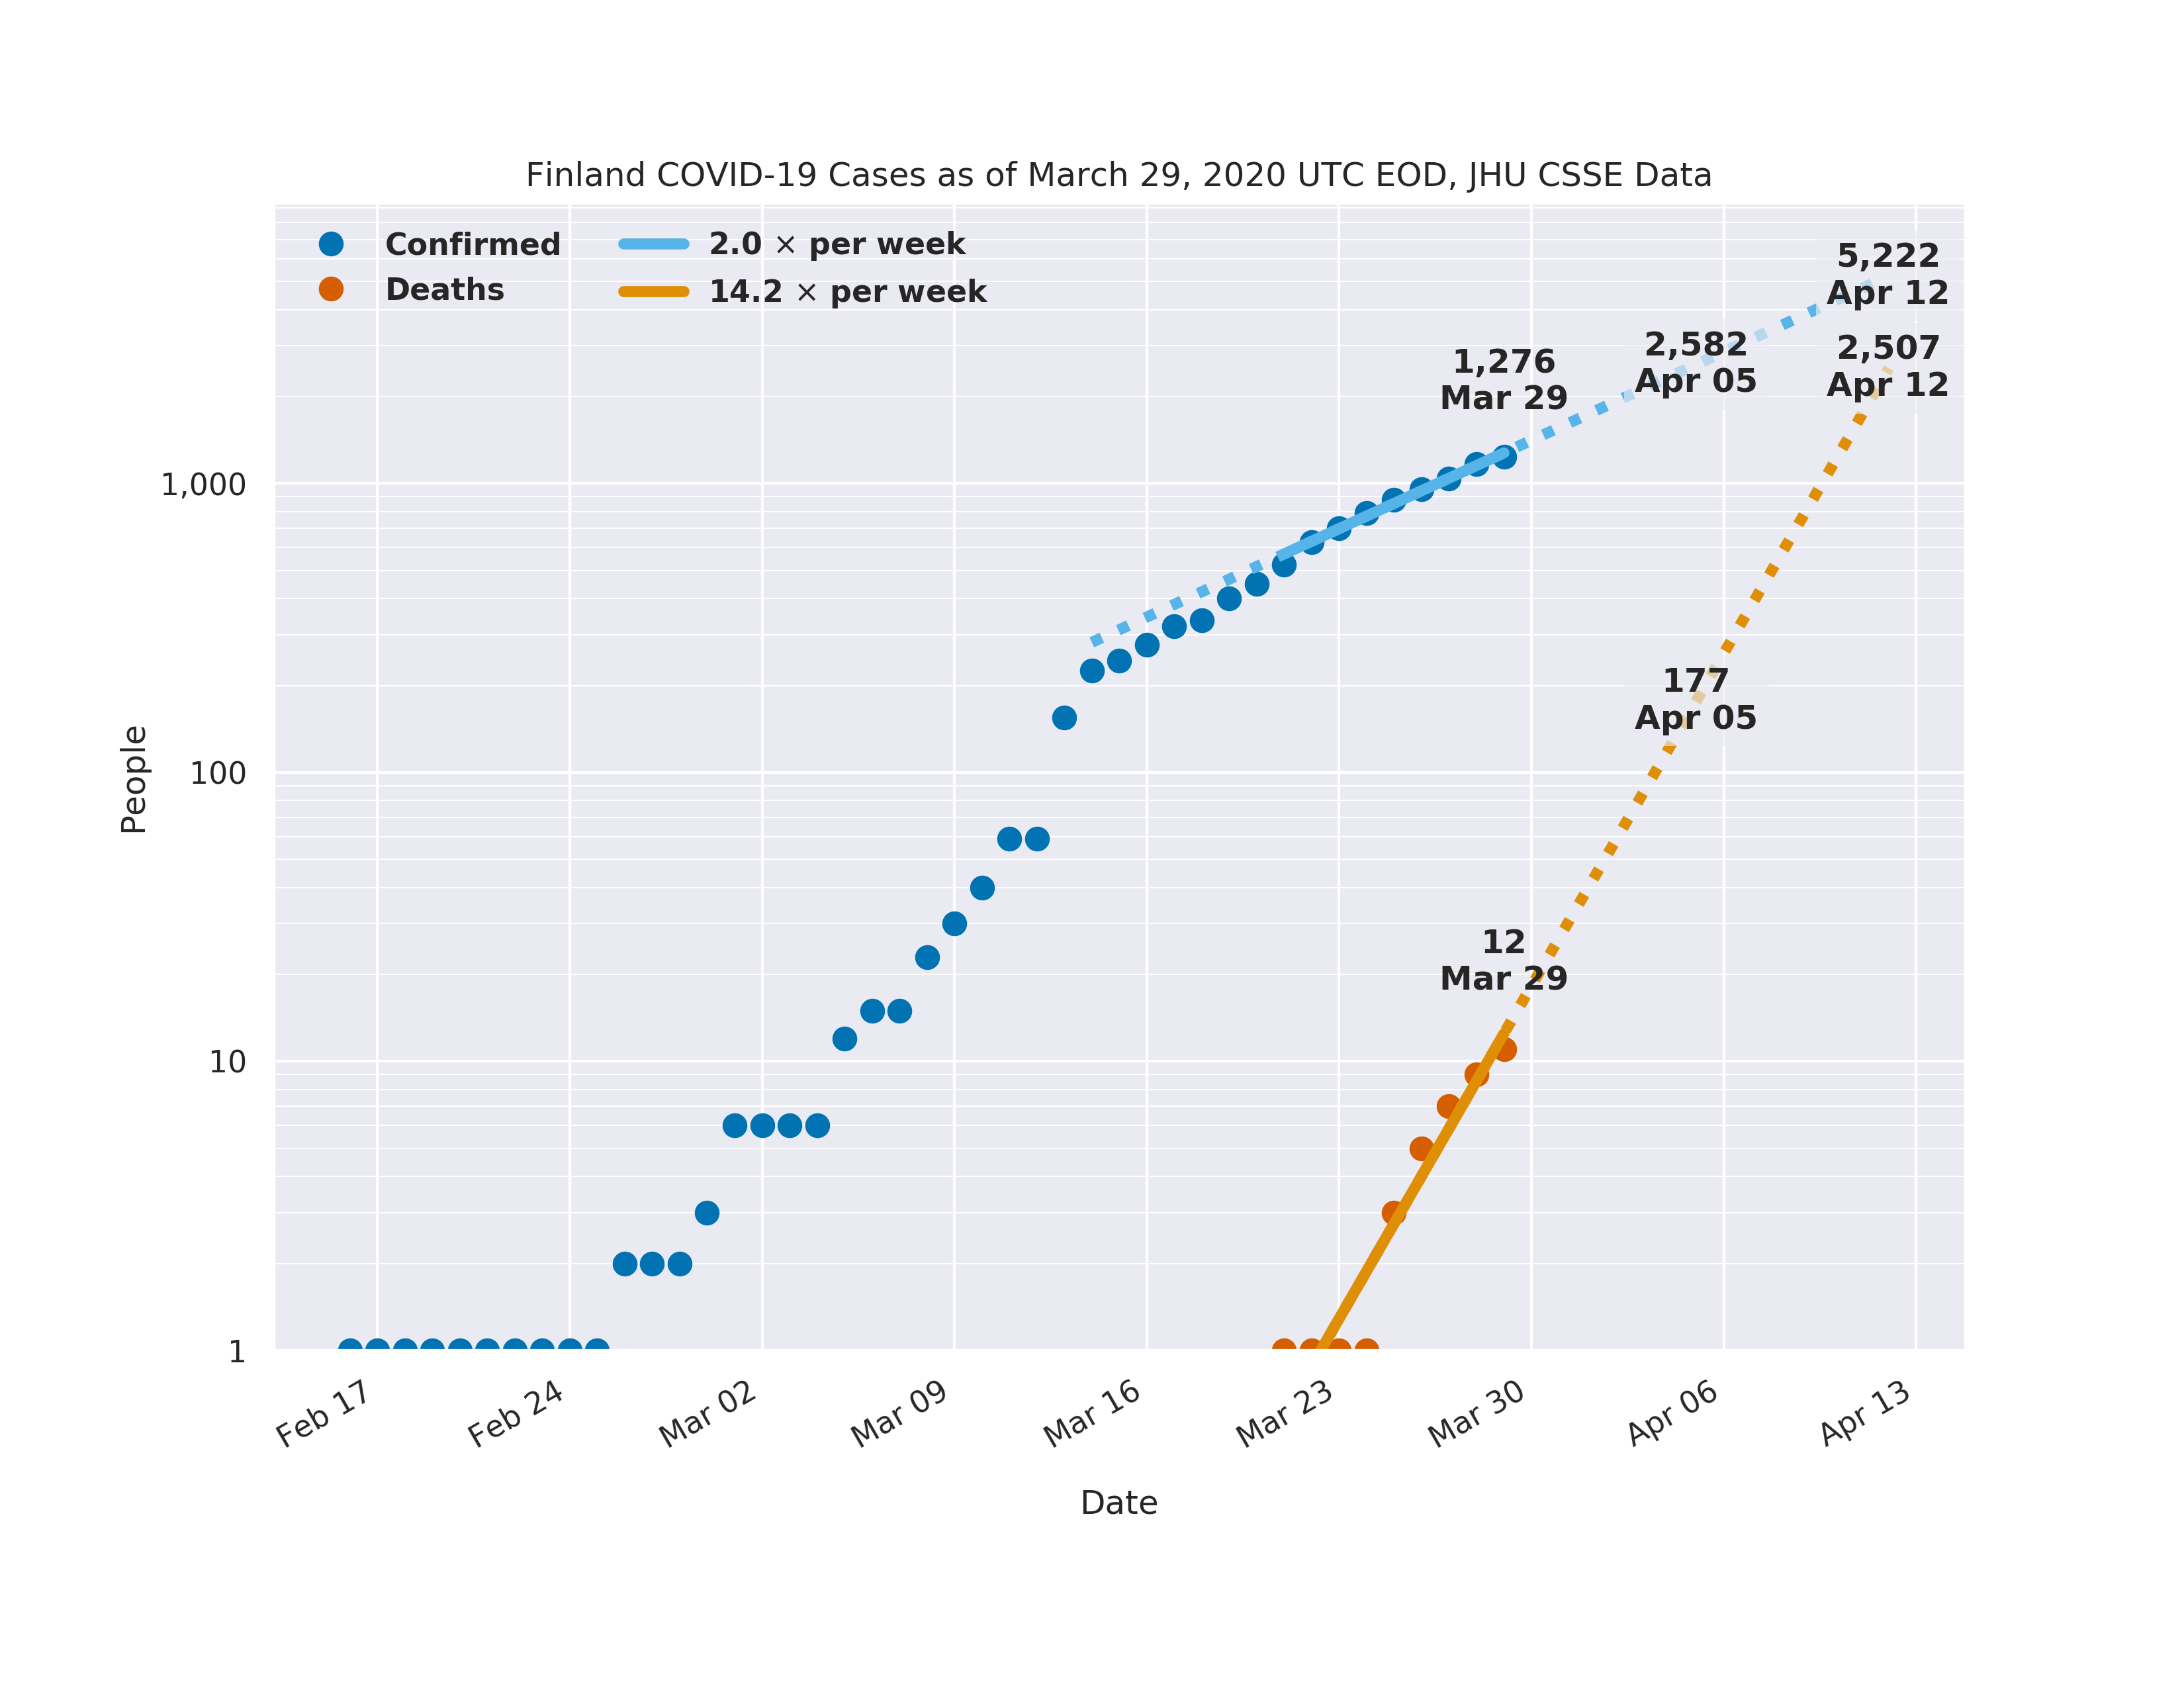 Finland COVID-19 Cases as of March 29, 2020 UTC EOD, JHU CSSE Data
Confirmed
Deaths
2.0 × per week
14.2 × per week
5,222
Apr 12
2,582
Apr 05
2,507
Apr 12
1,276
Mar 29
177
Apr 05
12
Mar 29
People
1,000
100
10
1
Feb 17
Feb 24
Mar 02
Mar 09
Mar 16
Mar 23
Mar 30
Apr 06
Apr 13
Date